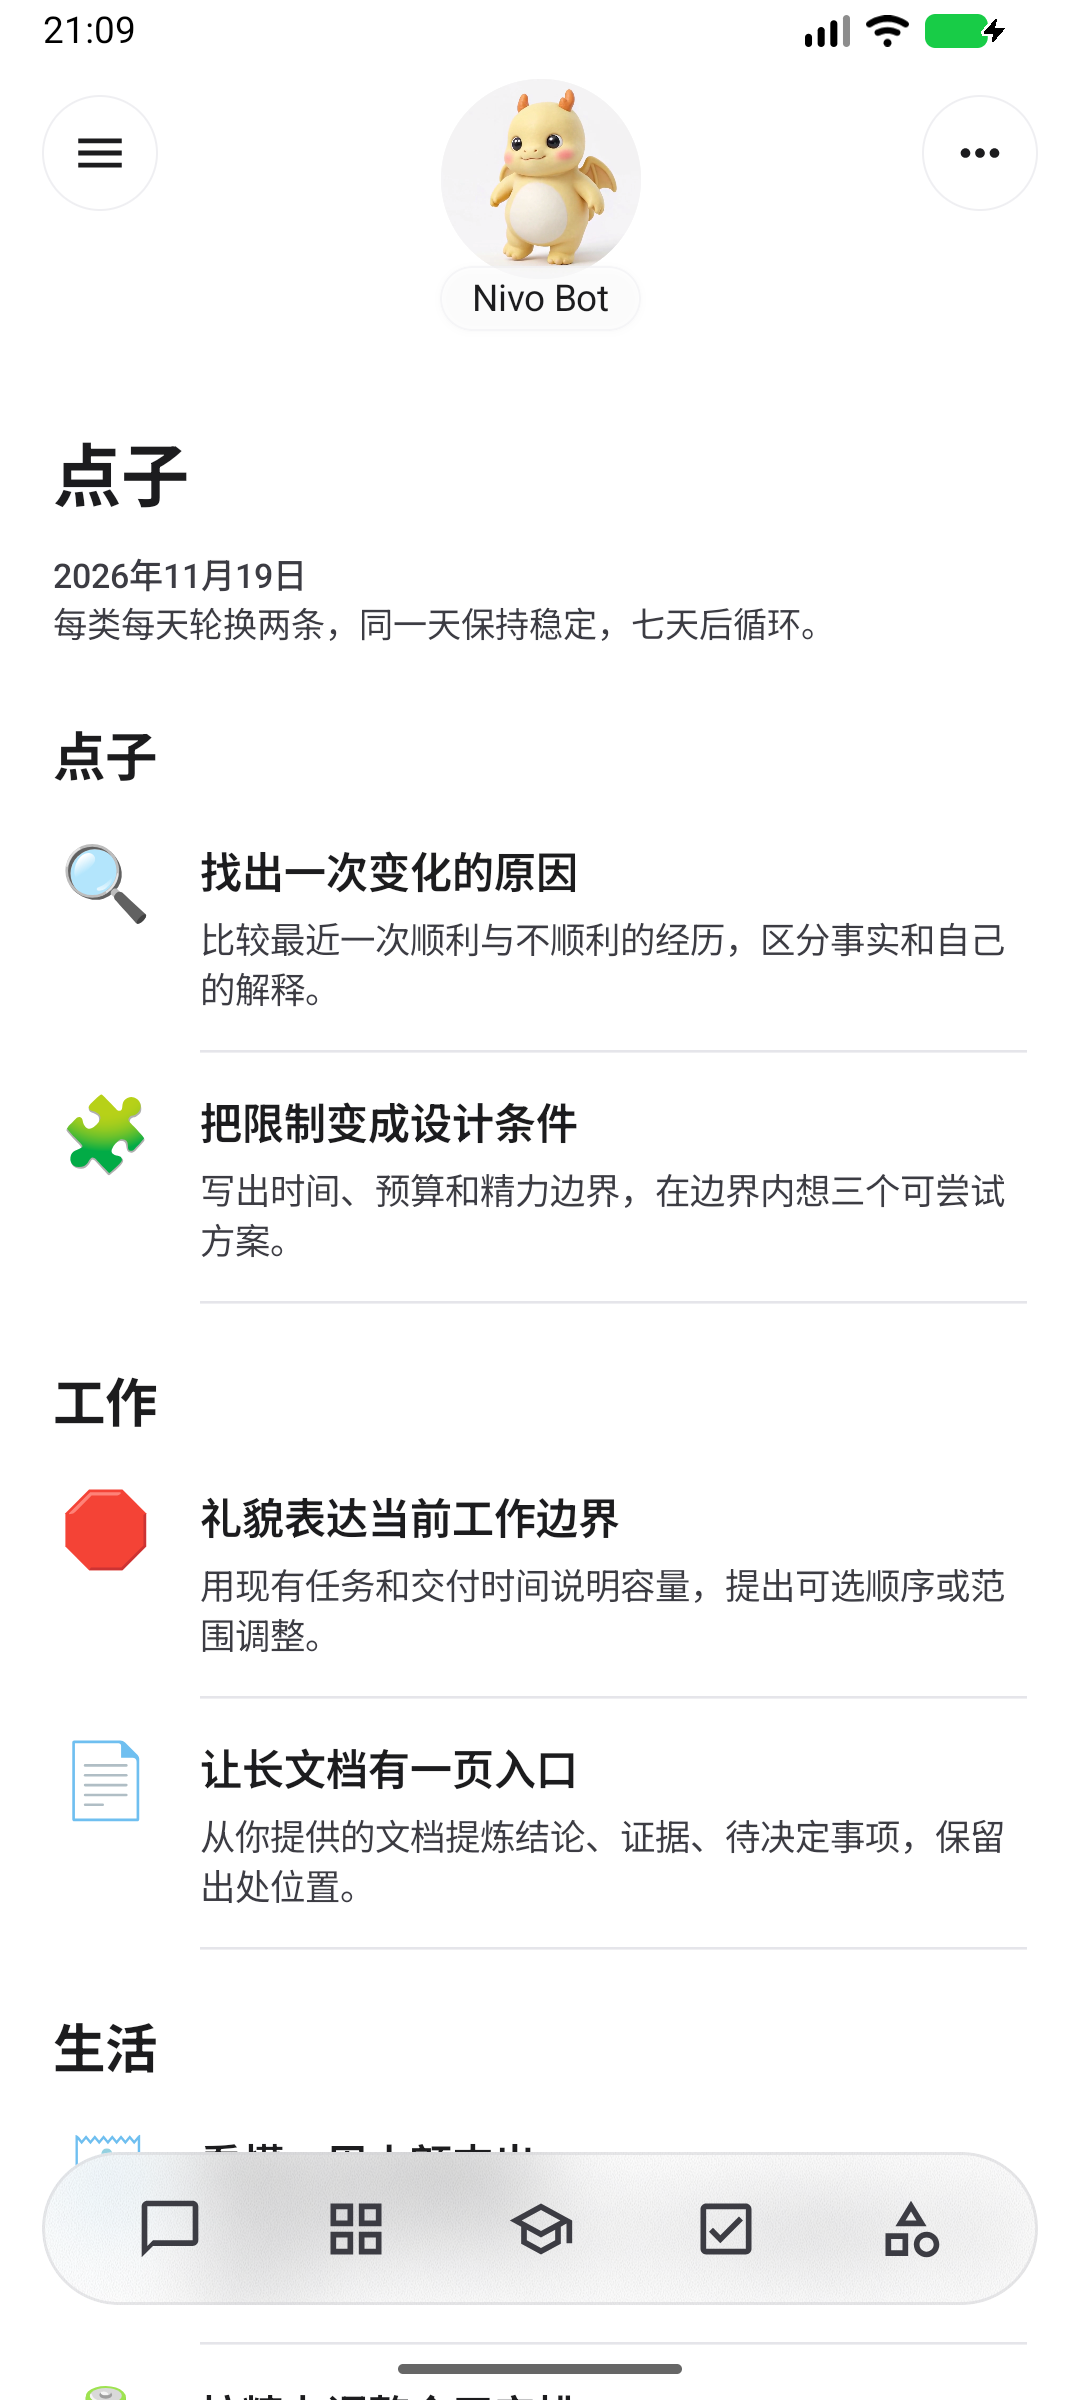 21:09
Nivo Bot
点子
2026年11月19日
每类每天轮换两条，同一天保持稳定，七天后循环。
点子
找出一次变化的原因
比较最近一次顺利与不顺利的经历，区分事实和自己
的解释。
把限制变成设计条件
写出时间、预算和精力边界，在边界内想三个可尝试
方案。
工作
礼貌表达当前工作边界
用现有任务和交付时间说明容量，提出可选顺序或范
围调整。
让长文档有一页入口
从你提供的文档提炼结论、证据、待决定事项，保留
出处位置。
生活